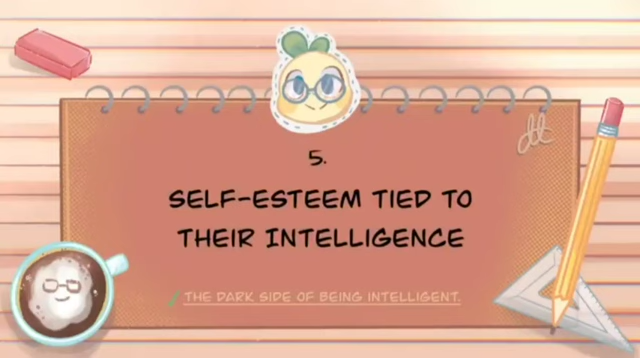 5.
SELF-ESTEEM TIED TO
THEIR INTELLIGENCE
THE DARK SIDE OF BEING INTELLIGENT.